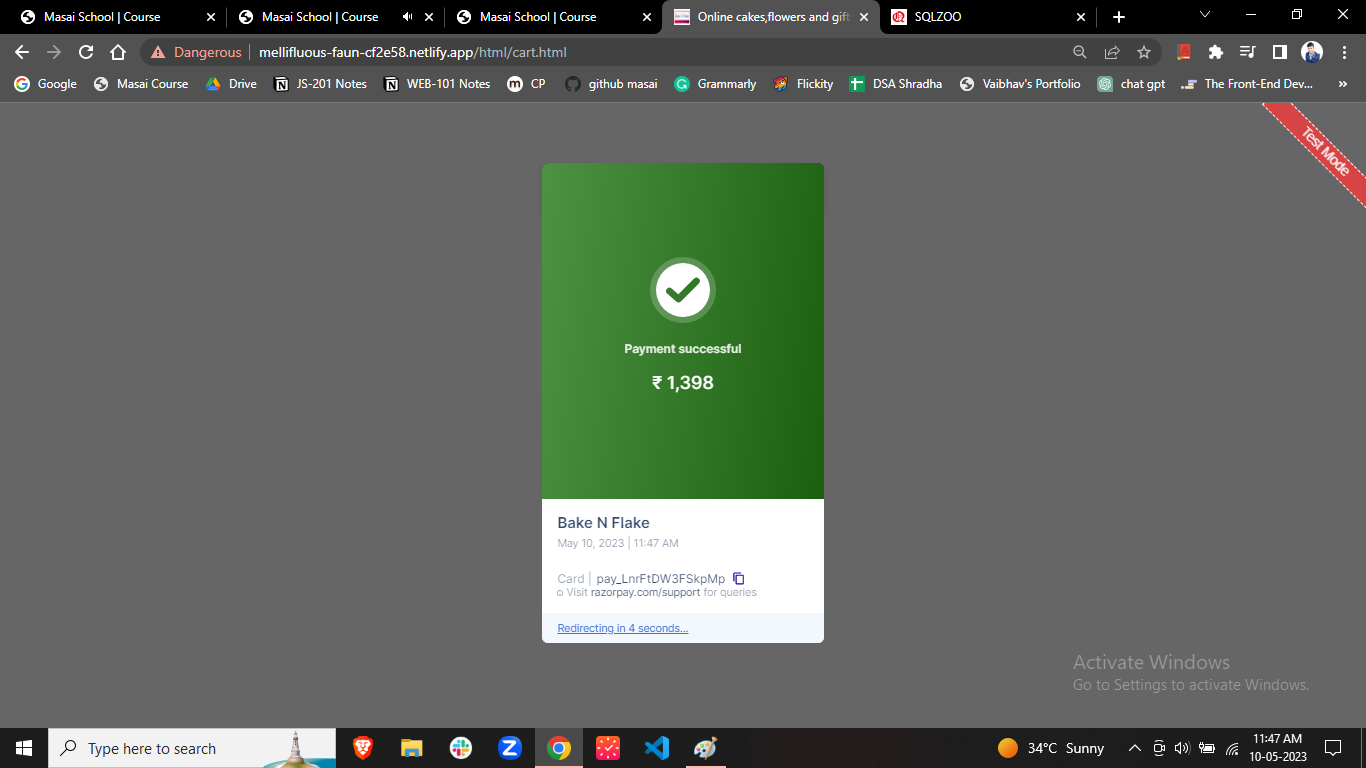 Masai School | Course
Masai School | Course
Masai School | Course
Online cakes,flowers and gift
SQLZOO
Dangerous
mellifluous-faun-cf2e58.netlify.app/html/cart.html
Google
Masai Course
Drive
JS-201 Notes
WEB-101 Notes
CP
github masai
Grammarly
Flickity
DSA Shradha
Vaibhav's Portfolio
chat gpt
The Front-End Dev...
»
Test Mode
Payment successful
₹ 1,398
Bake N Flake
May 10, 2023 | 11:47 AM
Card | pay_LnrFtDW3FSkpMp
o Visit razorpay.com/support for queries
Redirecting in 4 seconds...
Activate Windows
Go to Settings to activate Windows.
Type here to search
34°C Sunny
11:47 AM
10-05-2023